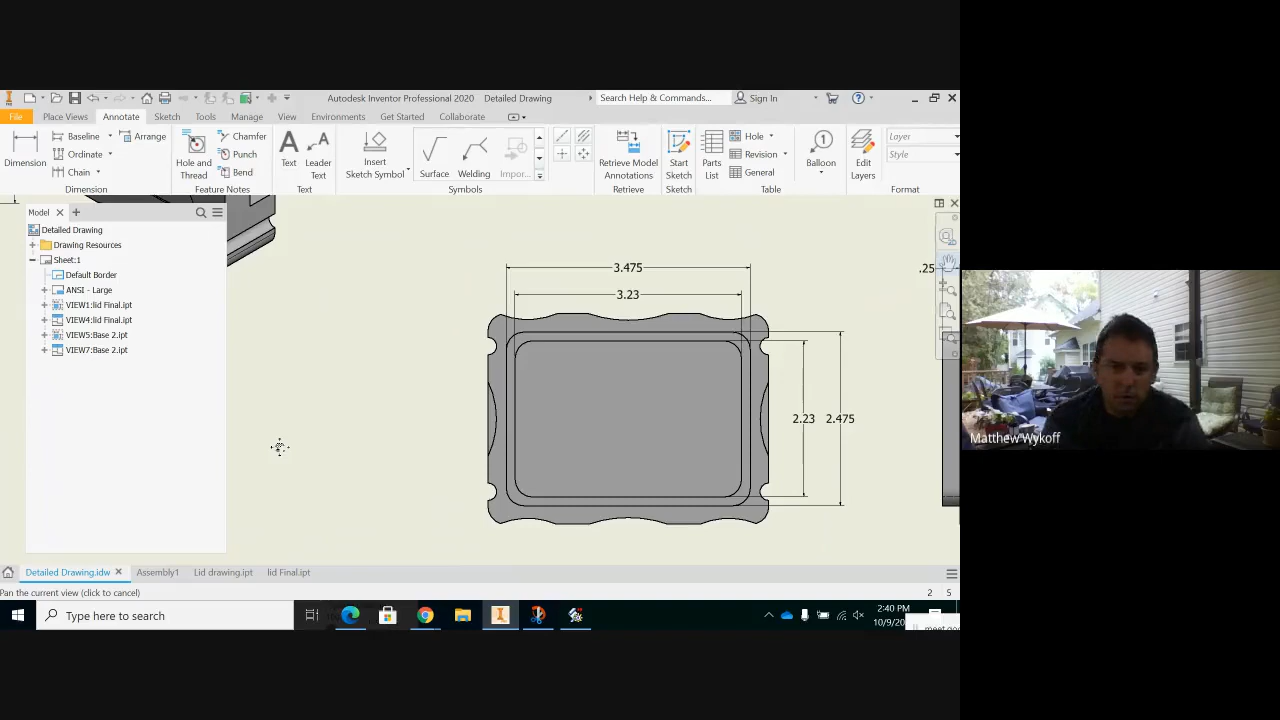 Autodesk Inventor Professional 2020 Detailed Drawing Search Help & Commands... Sign In
File Place Views Annotate Sketch Tools Manage View Environments Get Started Collaborate
Dimension
Baseline
Ordinate
Chain
Arrange
Dimension
Hole and
Thread
Chamfer
Punch
Bend
Feature Notes
Text
Leader
Text
Text
Insert
Sketch Symbol
Surface
Welding
Impor...
Symbols
Retrieve Model
Annotations
Retrieve
Start
Sketch
Sketch
Parts
List
Hole
Revision
General
Table
Balloon
Edit
Layers
Layer
Style
Format
Model
Detailed Drawing
Drawing Resources
Sheet:1
Default Border
ANSI - Large
VIEW1:lid Final.ipt
VIEW4:lid Final.ipt
VIEW5:Base 2.ipt
VIEW7:Base 2.ipt
3.475
3.23
2.23
2.475
.25
Matthew Wykoff
Detailed Drawing.idw Assembly1 Lid drawing.ipt lid Final.ipt
Pan the current view (click to cancel) 2 5
Type here to search
2:40 PM
10/9/20